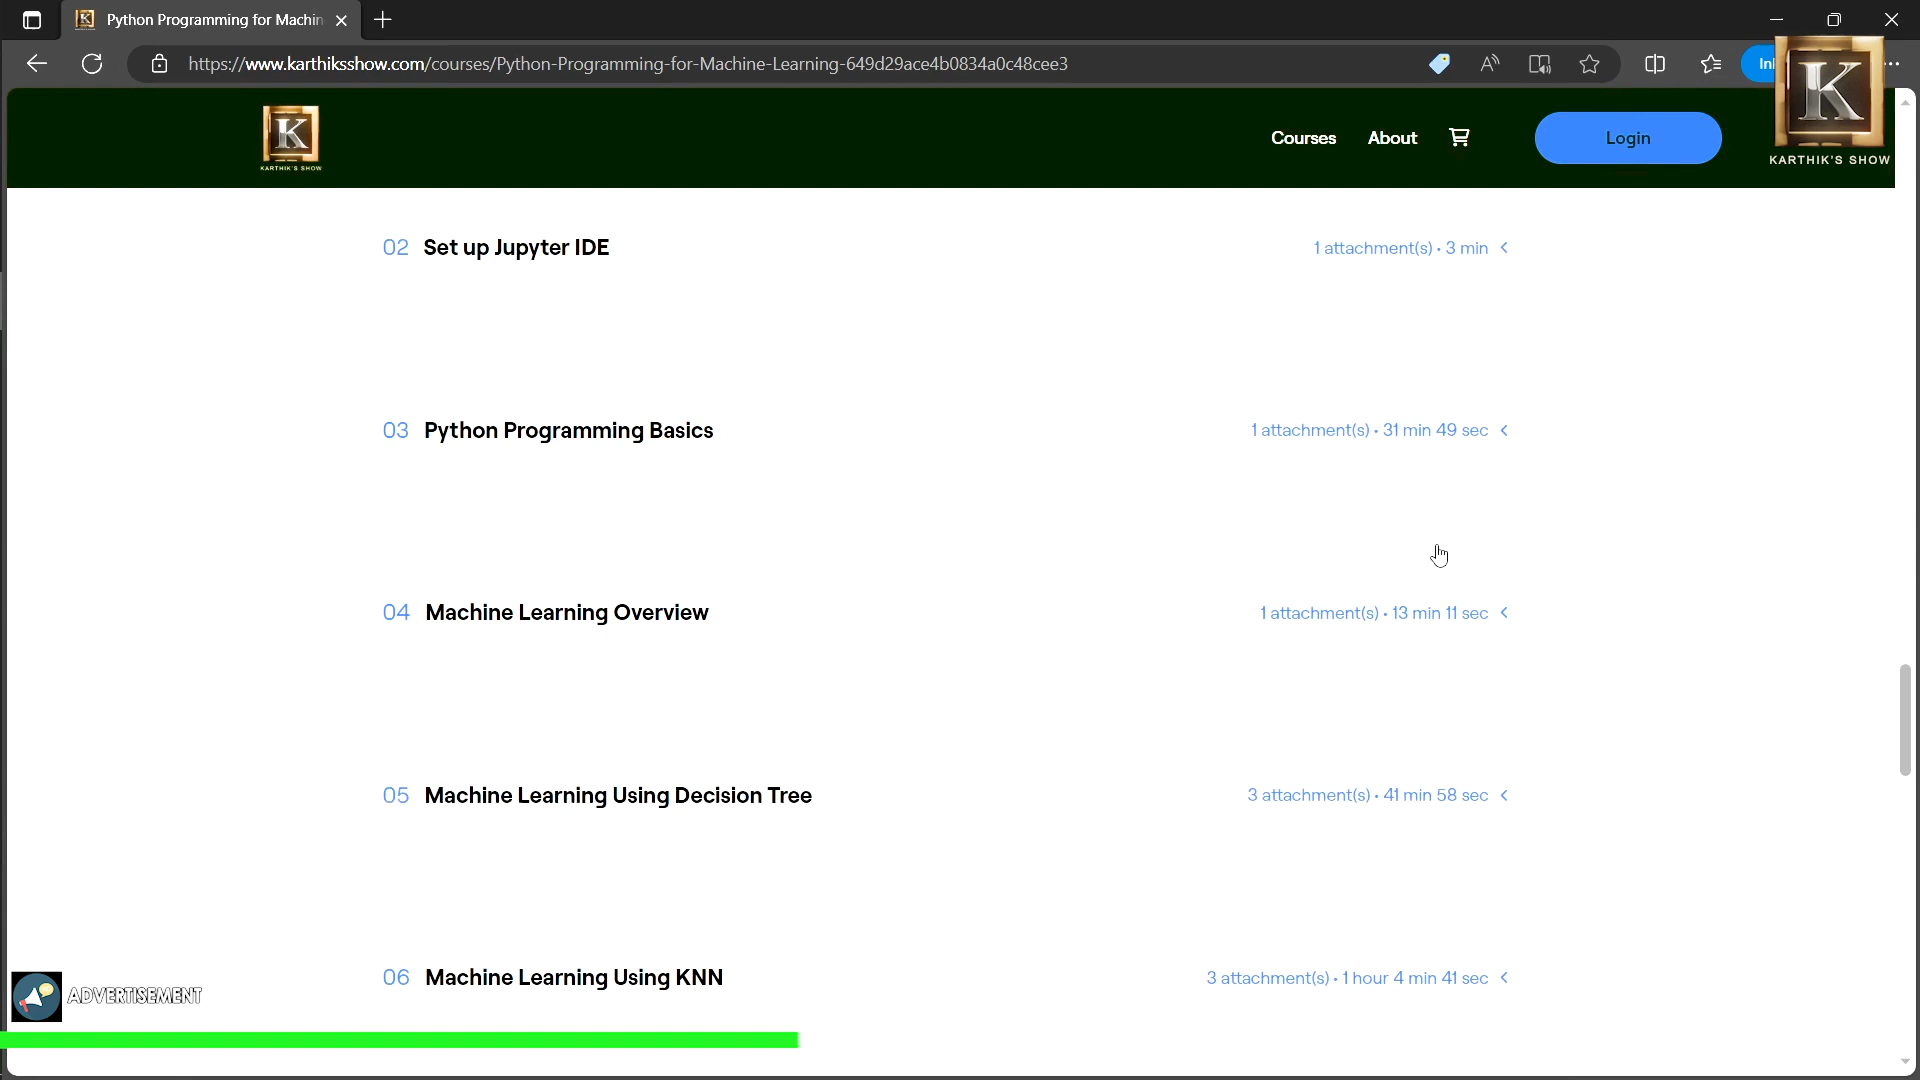 Python Programming for Machin
https://www.karthiksshow.com/courses/Python-Programming-for-Machine-Learning-649d29ace4b0834a0c48cee3
K
KARTHIK'S SHOW
Courses
About
Login
K
KARTHIK'S SHOW
02 Set up Jupyter IDE
1 attachment(s) • 3 min
03 Python Programming Basics
1 attachment(s) • 31 min 49 sec
04 Machine Learning Overview
1 attachment(s) • 13 min 11 sec
05 Machine Learning Using Decision Tree
3 attachment(s) • 41 min 58 sec
06 Machine Learning Using KNN
3 attachment(s) • 1 hour 4 min 41 sec
ADVERTISEMENT